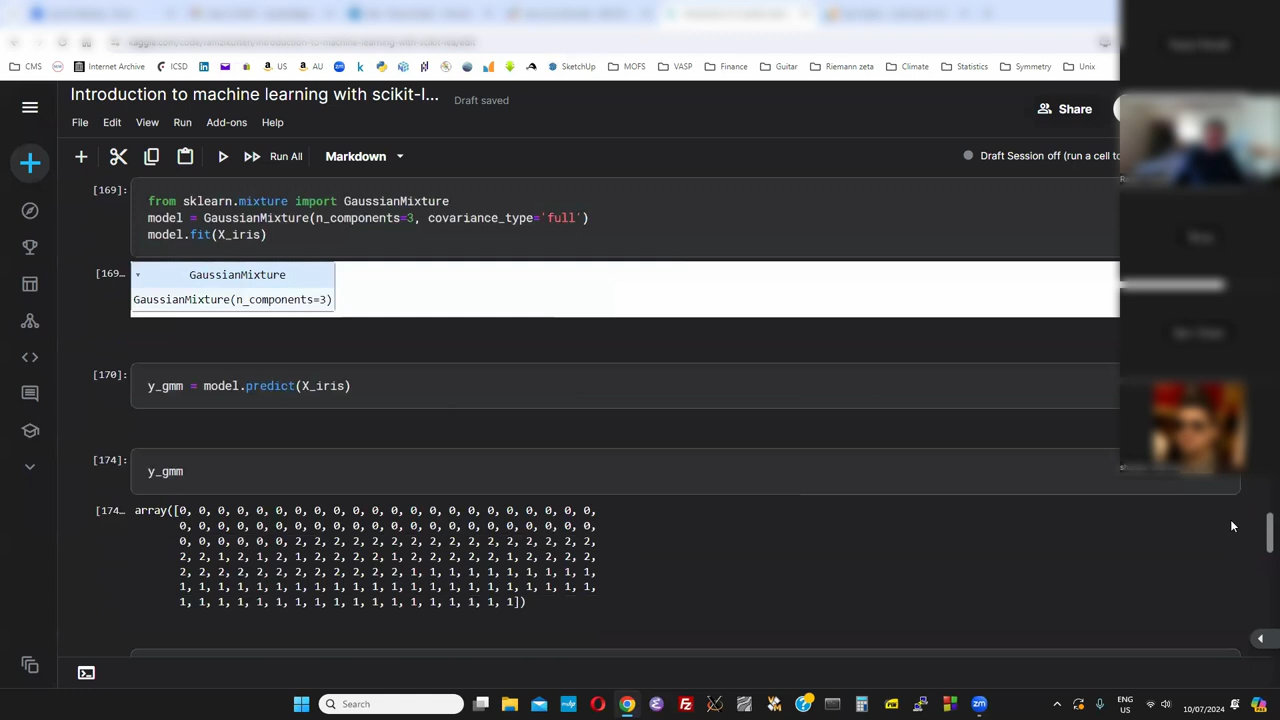 CMS
Internet Archive
ICSD
US
AU
SketchUp
MOFS
VASP
Finance
Guitar
Riemann zeta
Climate
Statistics
Symmetry
Unix
Introduction to machine learning with scikit-l...
Draft saved
Share
File Edit View Run Add-ons Help
Run All
Markdown
Draft Session off (run a cell to
[169]:
from sklearn.mixture import GaussianMixture
model = GaussianMixture(n_components=3, covariance_type='full')
model.fit(X_iris)
[169…
GaussianMixture
GaussianMixture(n_components=3)
[170]:
y_gmm = model.predict(X_iris)
[174]:
y_gmm
[174…
array([0, 0, 0, 0, 0, 0, 0, 0, 0, 0, 0, 0, 0, 0, 0, 0, 0, 0, 0, 0, 0, 0,
0, 0, 0, 0, 0, 0, 0, 0, 0, 0, 0, 0, 0, 0, 0, 0, 0, 0, 0, 0, 0, 0,
0, 0, 0, 0, 0, 0, 2, 2, 2, 2, 2, 2, 2, 2, 2, 2, 2, 2, 2, 2, 2, 2,
2, 2, 1, 2, 1, 2, 1, 2, 2, 2, 2, 1, 2, 2, 2, 2, 2, 1, 2, 2, 2, 2,
2, 2, 2, 2, 2, 2, 2, 2, 2, 2, 2, 2, 1, 1, 1, 1, 1, 1, 1, 1, 1, 1,
1, 1, 1, 1, 1, 1, 1, 1, 1, 1, 1, 1, 1, 1, 1, 1, 1, 1, 1, 1, 1, 1,
1, 1, 1, 1, 1, 1, 1, 1, 1, 1, 1, 1, 1, 1, 1, 1, 1, 1])
Search
ENG
US
10/07/2024